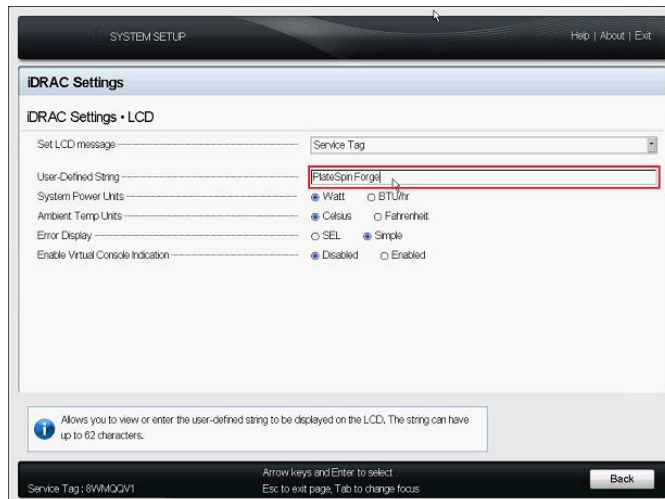 SYSTEM SETUP
Help | About | Exit
iDRAC Settings
iDRAC Settings • LCD
Set LCD message Service Tag
User-Defined String PlateSpin Forge
System Power Units Watt BTU/hr
Ambient Temp Units Celsius Fahrenheit
Error Display SEL Simple
Enable Virtual Console Indication Disabled Enabled
Allows you to view or enter the user-defined string to be displayed on the LCD. The string can have
up to 62 characters.
Arrow keys and Enter to select
Service Tag : 8WMQQV1 Esc to exit page, Tab to change focus
Back